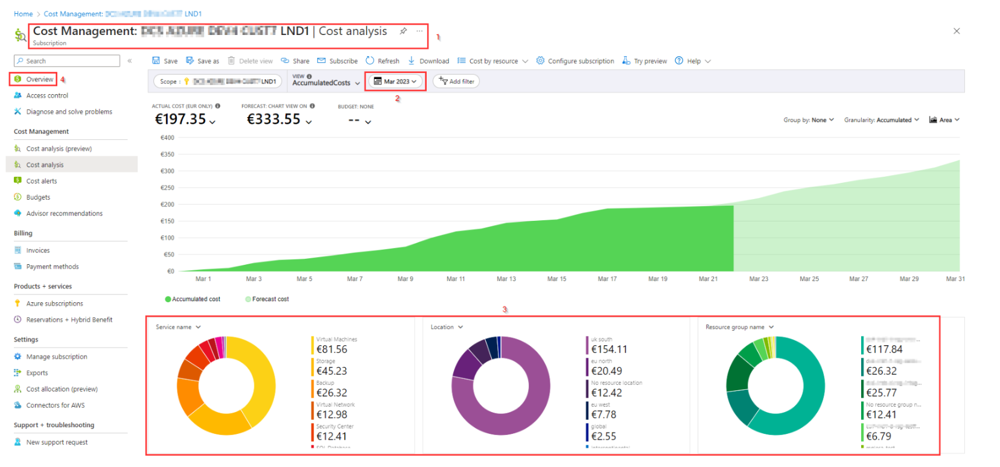 Home > Cost Management: LND1
Cost Management: LND1 | Cost analysis
Subscription
1
Search
Save
Save as
Delete view
Share
Subscribe
Refresh
Download
Cost by resource
Configure subscription
Try preview
Help
Overview
4
Access control
Diagnose and solve problems
Cost Management
Cost analysis (preview)
Cost analysis
Cost alerts
Budgets
Advisor recommendations
Billing
Invoices
Payment methods
Products + services
Azure subscriptions
Reservations + Hybrid Benefit
Settings
Manage subscription
Exports
Cost allocation (preview)
Connectors for AWS
Support + troubleshooting
New support request
Scope : LND1
VIEW
AccumulatedCosts
Mar 2023
Add filter
2
ACTUAL COST (EUR ONLY)
€197.35
FORECAST: CHART VIEW ON
€333.55
BUDGET: NONE
--
Group by: None
Granularity: Accumulated
Area
€400
€350
€300
€250
€200
€150
€100
€50
€0
Mar 1
Mar 3
Mar 5
Mar 7
Mar 9
Mar 11
Mar 13
Mar 15
Mar 17
Mar 19
Mar 21
Mar 23
Mar 25
Mar 27
Mar 29
Mar 31
Accumulated cost
Forecast cost
3
Service name
Virtual Machines
€81.56
Storage
€45.23
Backup
€26.32
Virtual Network
€12.98
Security Center
€12.41
SQL Database
Location
uk south
€154.11
eu north
€20.49
No resource location
€12.42
eu west
€7.78
global
€2.55
intercontinental
Resource group name
€117.84
€26.32
€25.77
No resource group n...
€12.41
€6.79